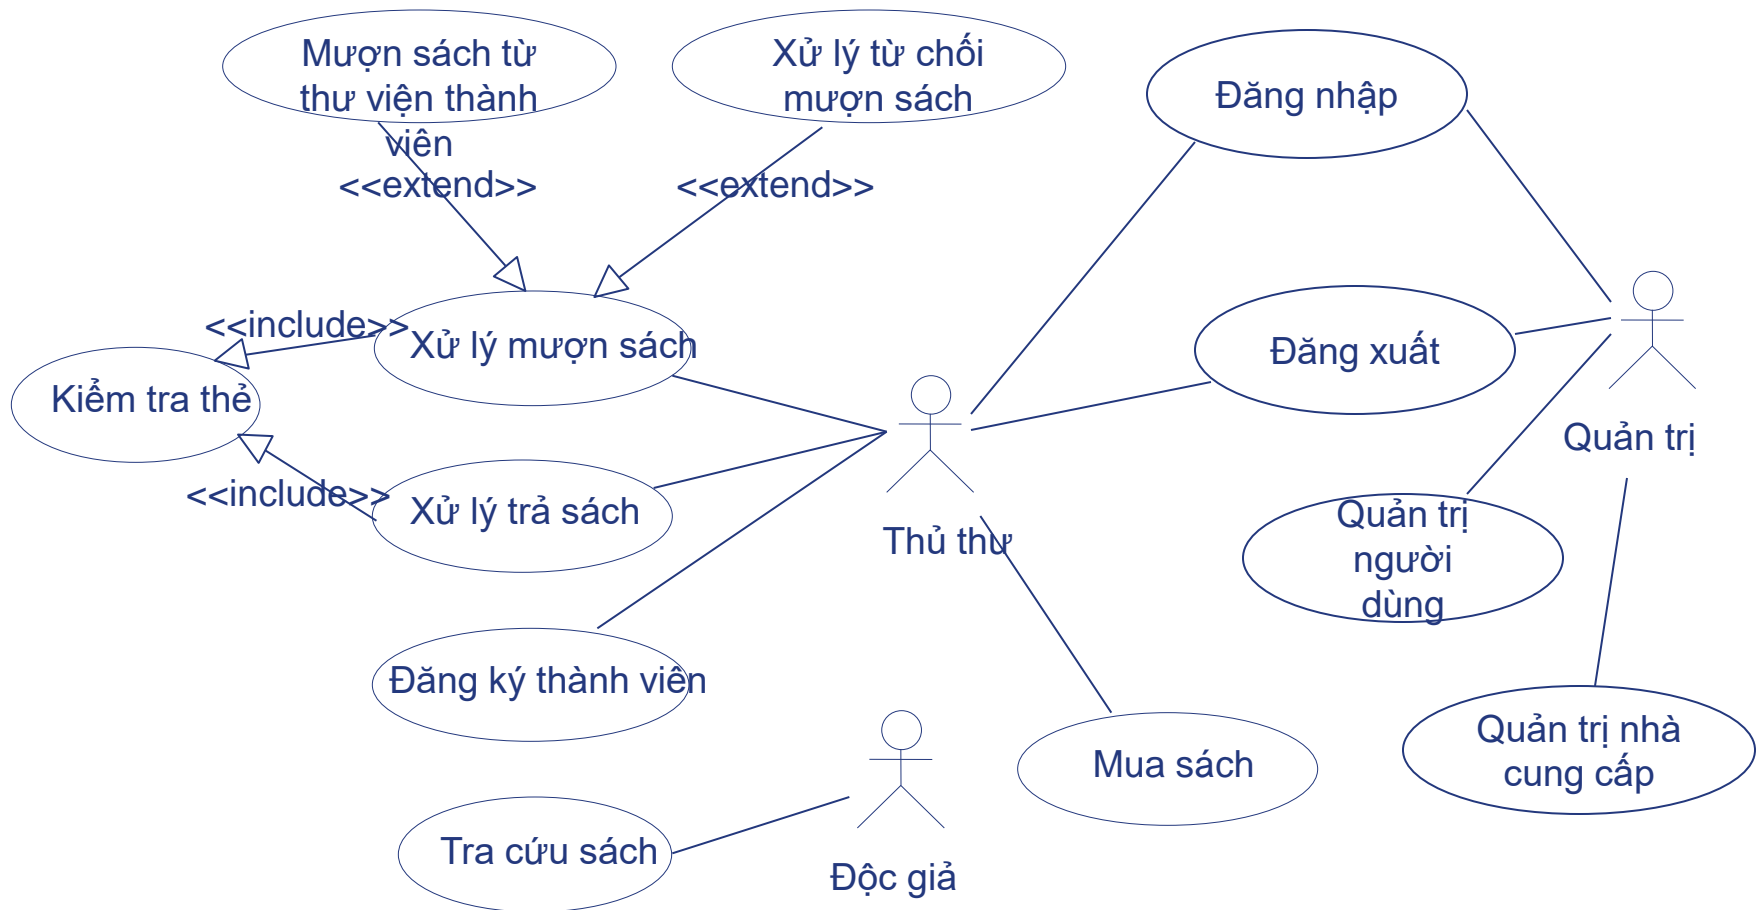 Mượn sách từ
thư viện thành
viên
Xử lý từ chối
mượn sách
Đăng nhập
<<extend>>
<<extend>>
<<include>>
Xử lý mượn sách
Đăng xuất
Kiểm tra thẻ
Quản trị
<<include>>
Xử lý trả sách
Thủ thư
Quản trị
người
dùng
Đăng ký thành viên
Mua sách
Quản trị nhà
cung cấp
Tra cứu sách
Độc giả